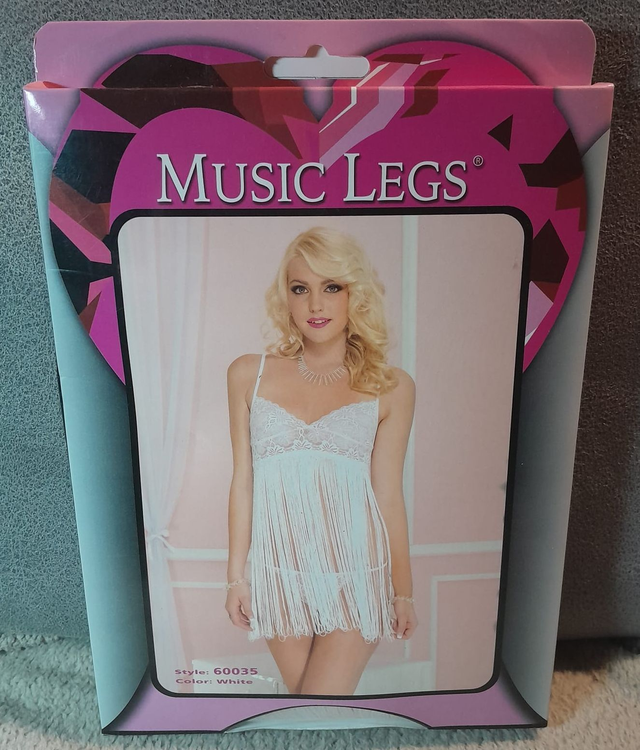 MUSIC LEGS®
Style: 60035
Color: White